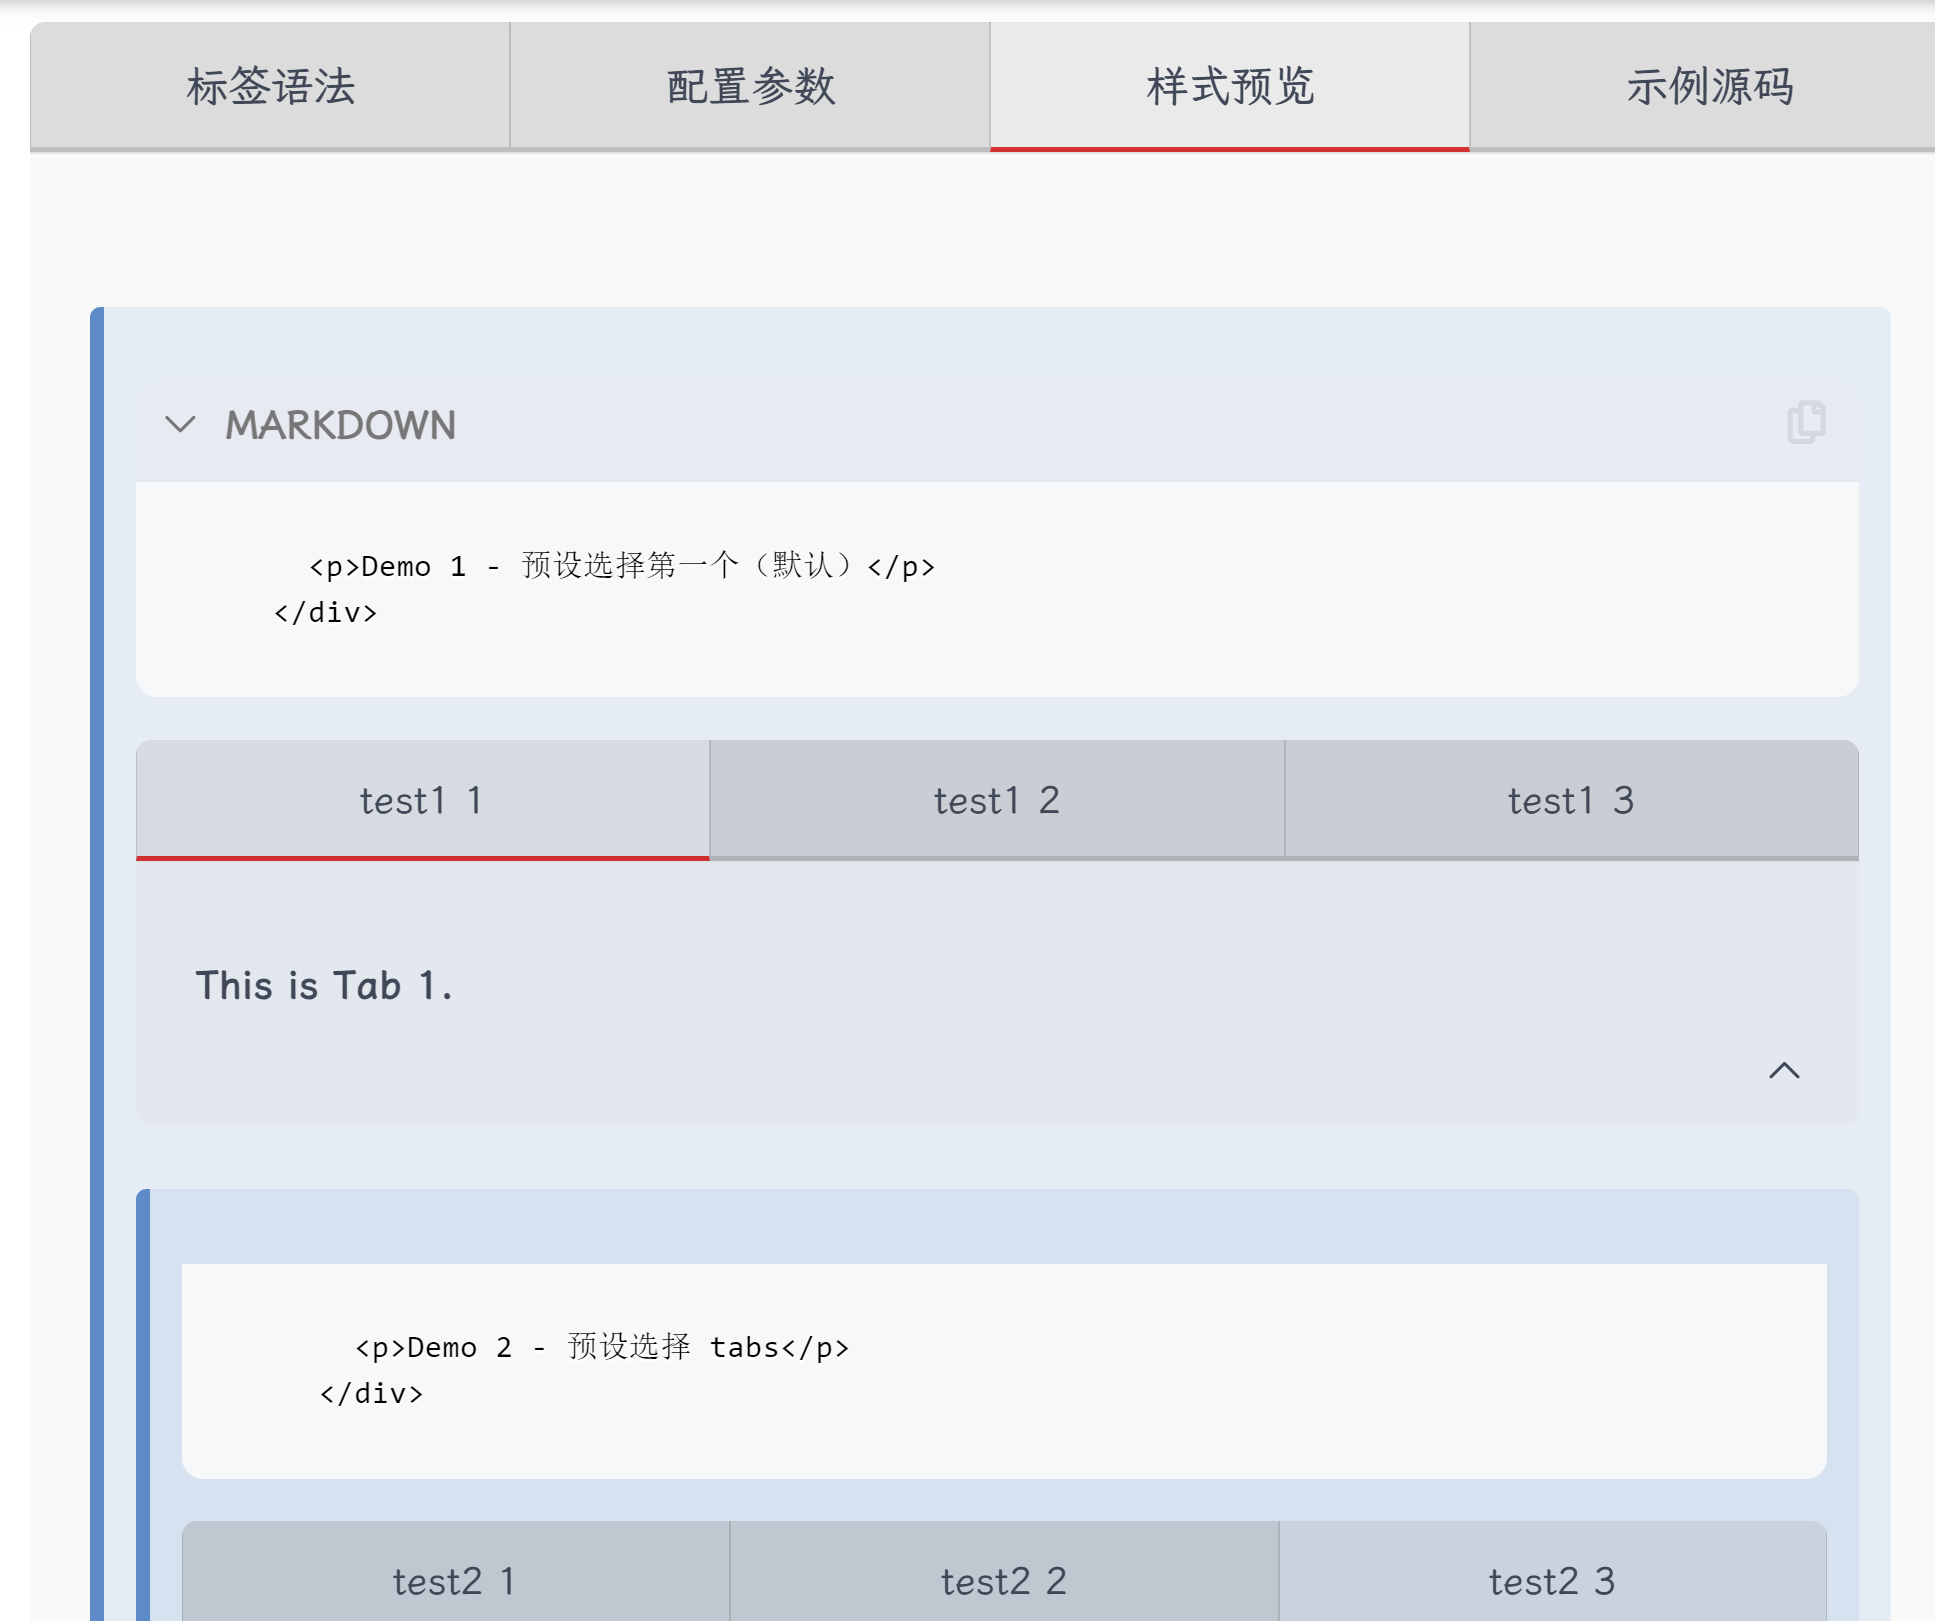 标签语法 配置参数 样式预览 示例源码
MARKDOWN
<p>Demo 1 - 预设选择第一个（默认）</p>
</div>
test1 1 test1 2 test1 3
This is Tab 1.
<p>Demo 2 - 预设选择 tabs</p>
</div>
test2 1 test2 2 test2 3